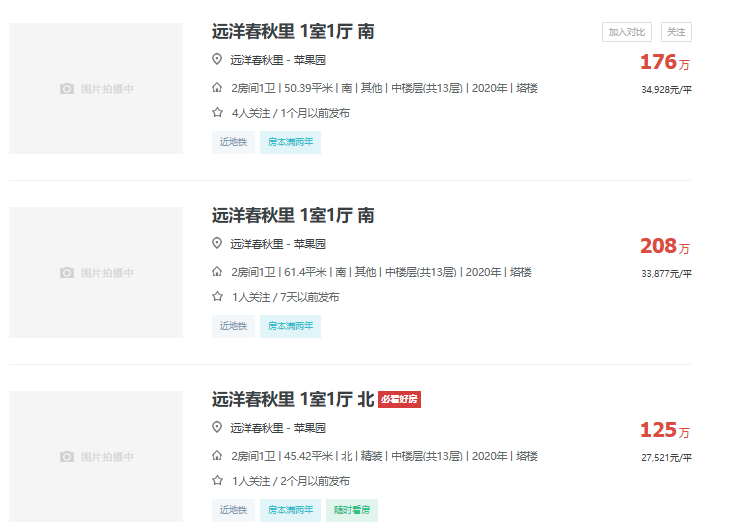 远洋春秋里 1室1厅 南
加入对比 关注
远洋春秋里 - 苹果园
176万
图片拍摄中
2房间1卫 | 50.39平米 | 南 | 其他 | 中楼层(共13层) | 2020年 | 塔楼
34,928元/平
4人关注 / 1个月以前发布
近地铁 房本满两年
远洋春秋里 1室1厅 南
远洋春秋里 - 苹果园
208万
图片拍摄中
2房间1卫 | 61.4平米 | 南 | 其他 | 中楼层(共13层) | 2020年 | 塔楼
33,877元/平
1人关注 / 7天以前发布
近地铁 房本满两年
远洋春秋里 1室1厅 北 必看好房
远洋春秋里 - 苹果园
125万
图片拍摄中
2房间1卫 | 45.42平米 | 北 | 精装 | 中楼层(共13层) | 2020年 | 塔楼
27,521元/平
1人关注 / 2个月以前发布
近地铁 房本满两年 随时看房